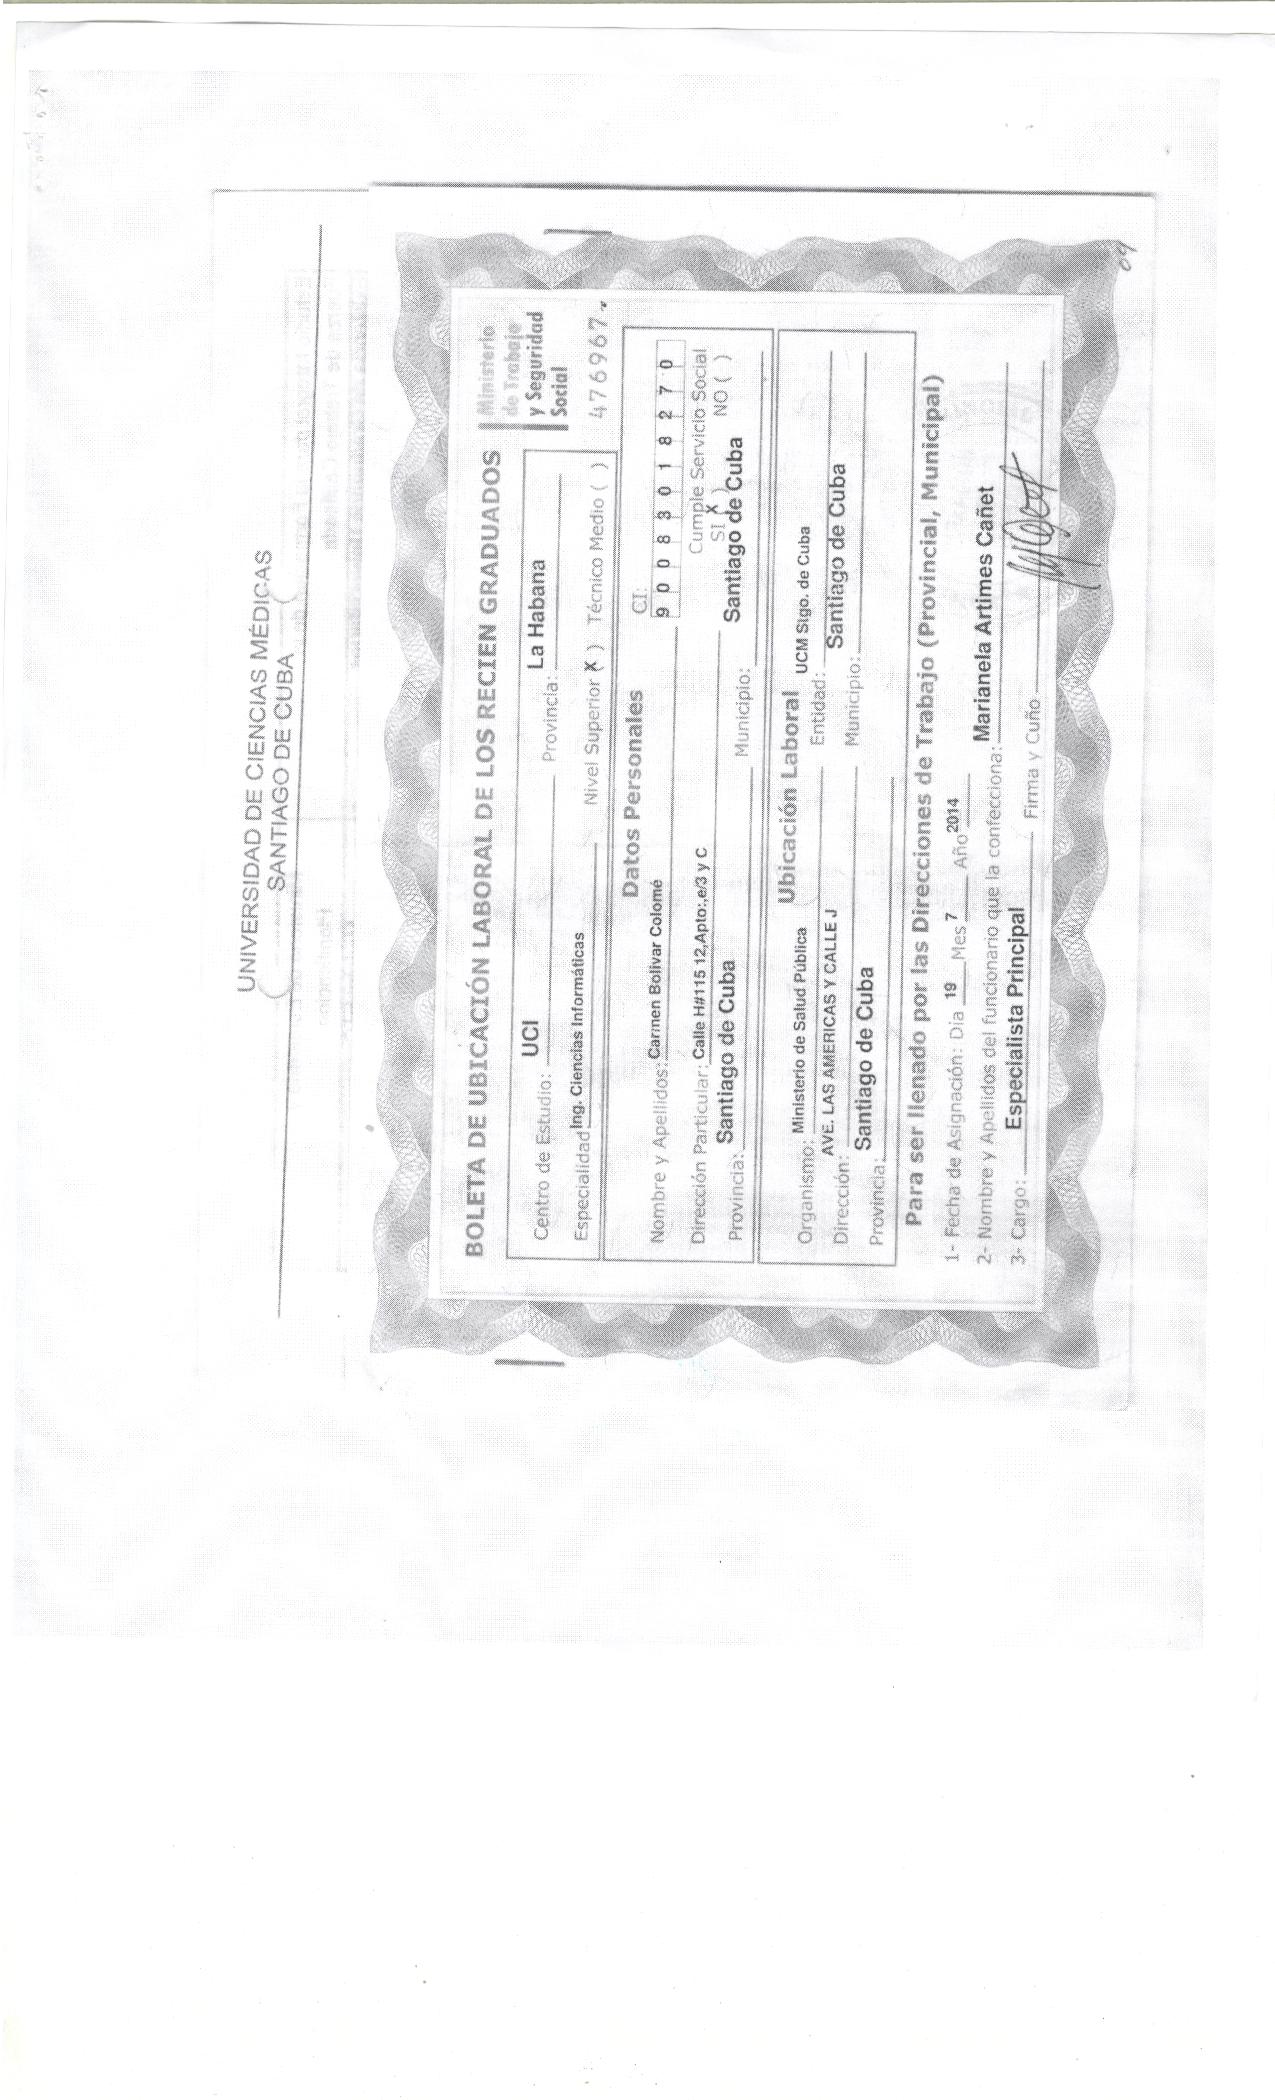 UNIVERSIDAD DE CIENCIAS MÉDICAS
SANTIAGO DE CUBA
BOLETA DE UBICACIÓN LABORAL DE LOS RECIEN GRADUADOS
Ministerio
de Trabajo
y Seguridad
Social
476967
Centro de Estudio: UCI Provincia: La Habana
Especialidad Ing. Ciencias Informáticas Nivel Superior (X) Técnico Medio ( )
Datos Personales
CI.
9 0 0 8 3 0 1 8 2 7 0
Nombre y Apellidos: Carmen Bolívar Colomé
Cumple Servicio Social
SI X ) NO ( )
Dirección Particular: Calle H#115 12,Apto:,e/3 y C
Provincia: Santiago de Cuba Municipio: Santiago de Cuba
Ubicación Laboral
Organismo: Ministerio de Salud Pública Entidad: UCM Stgo. de Cuba
Dirección: AVE. LAS AMERICAS Y CALLE J Municipio: Santiago de Cuba
Provincia: Santiago de Cuba
Para ser llenado por las Direcciones de Trabajo (Provincial, Municipal)
1- Fecha de Asignación: Día 19 Mes 7 Año 2014
2- Nombre y Apellidos del funcionario que la confecciona: Marianela Artimes Cañet
3- Cargo: Especialista Principal Firma y Cuño
09